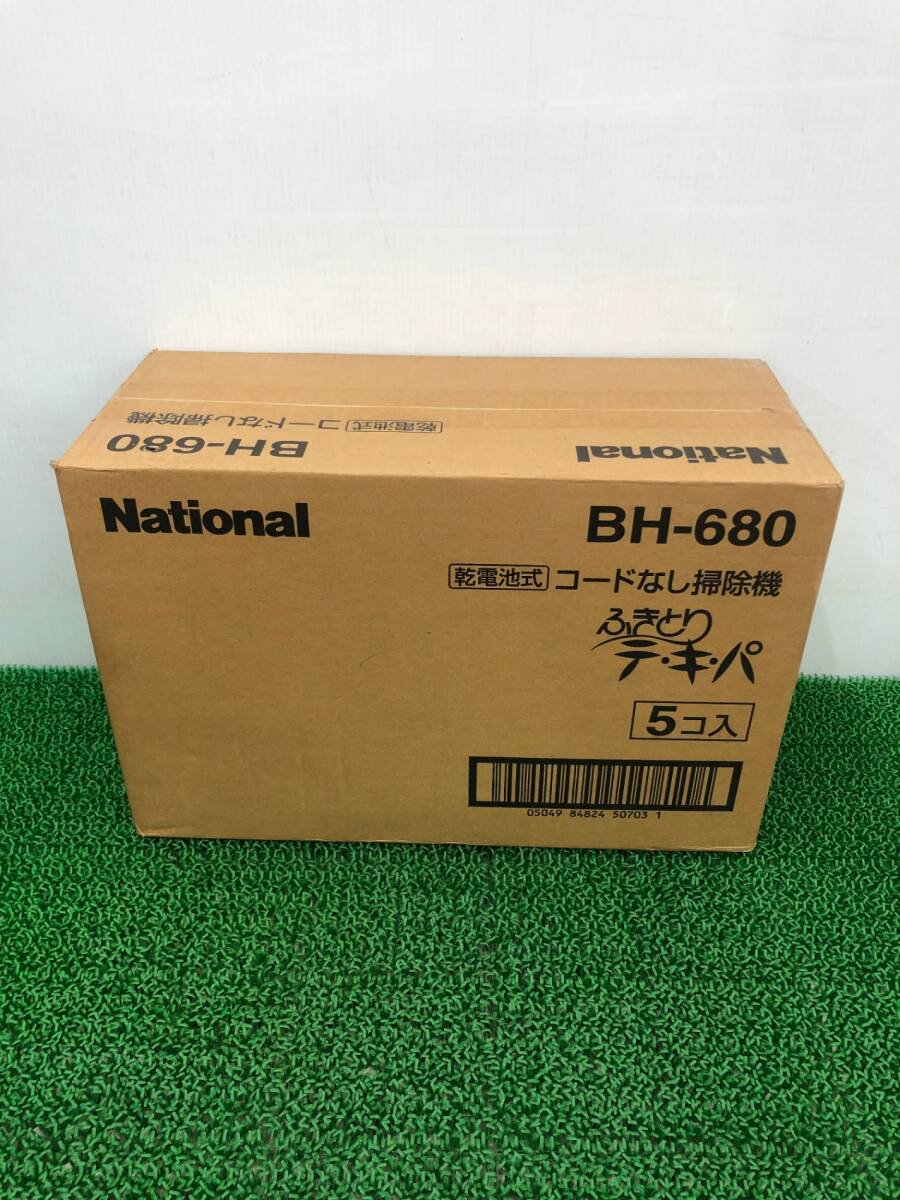 乾電池式 コードなし掃除機
BH-680
National
National
BH-680
乾電池式 コードなし掃除機
ふきとり
テ・キ・パ
5コ入
05049 84824 50703 1